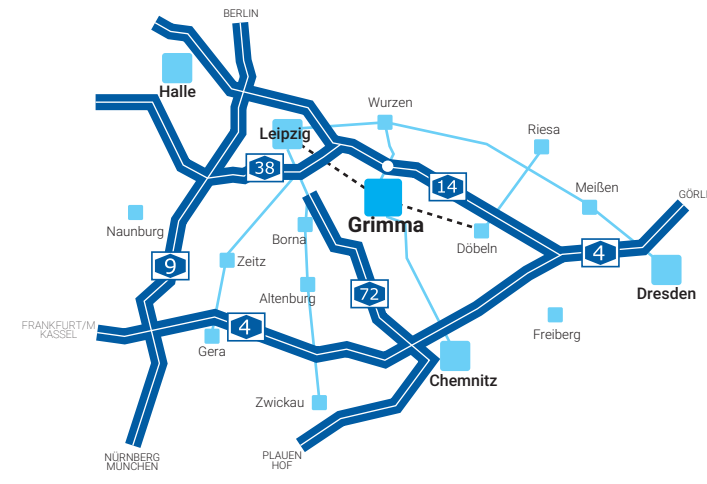 BERLIN
Halle
Wurzen
Leipzig
Riesa
38
14
Meißen
GÖRLI
Naunburg
Grimma
Borna
Döbeln
Zeitz
9
4
72
Altenburg
Dresden
FRANKFURT/M
KASSEL
4
Freiberg
Gera
Chemnitz
Zwickau
NÜRNBERG
MÜNCHEN
PLAUEN
HOF